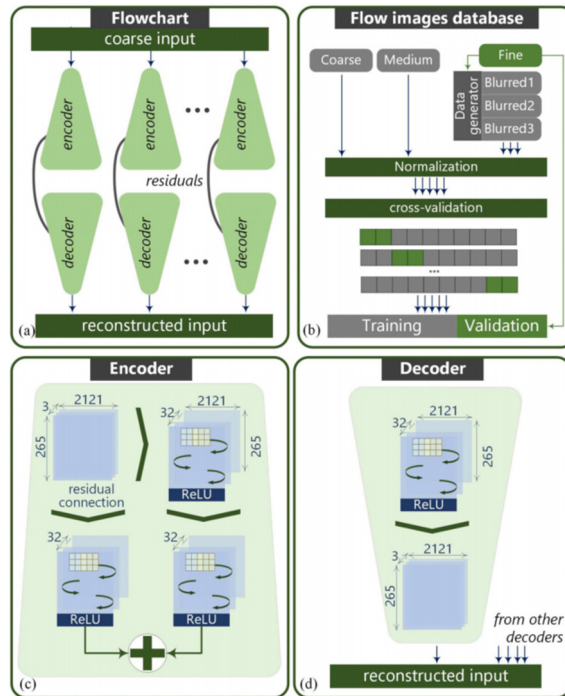 Flowchart
coarse input
encoder
encoder
encoder
residuals
decoder
decoder
decoder
reconstructed input
(a)
Flow images database
Coarse
Medium
Fine
Data generator
Blurred1
Blurred2
Blurred3
Normalization
cross-validation
...
Training
Validation
(b)
Encoder
3
2121
265
32
2121
265
ReLU
residual
connection
32
ReLU
32
ReLU
(c)
Decoder
32
2121
265
ReLU
3
2121
265
from other
decoders
reconstructed input
(d)